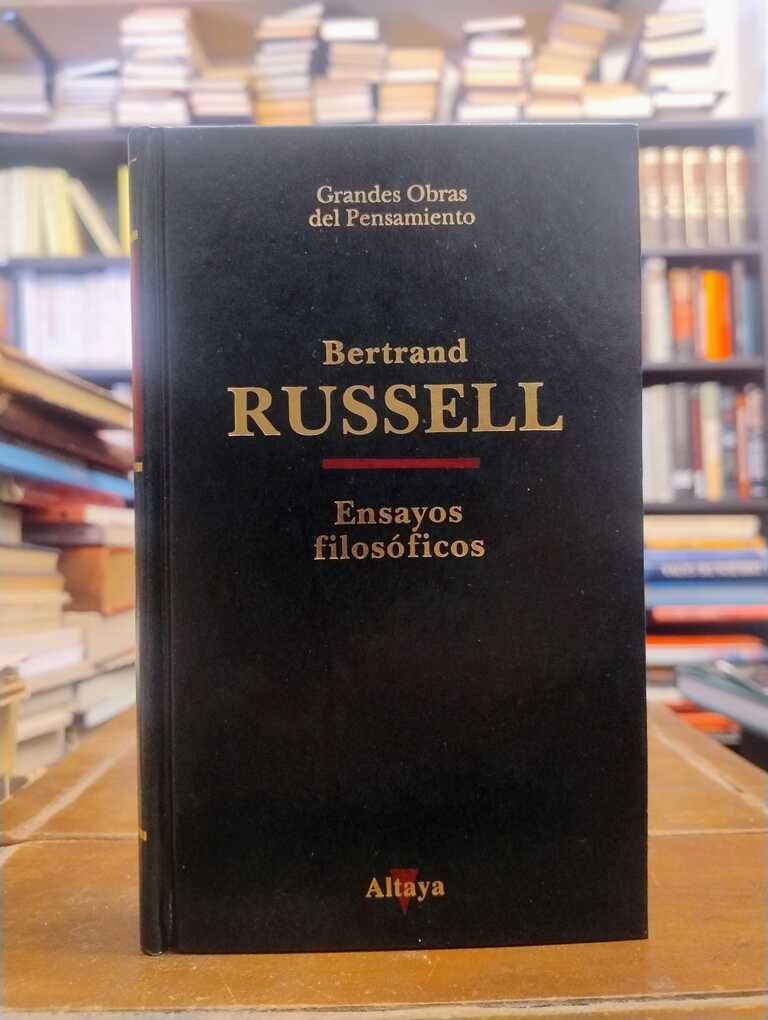 Grandes Obras
del Pensamiento
Bertrand
RUSSELL
Ensayos
filosóficos
Altaya